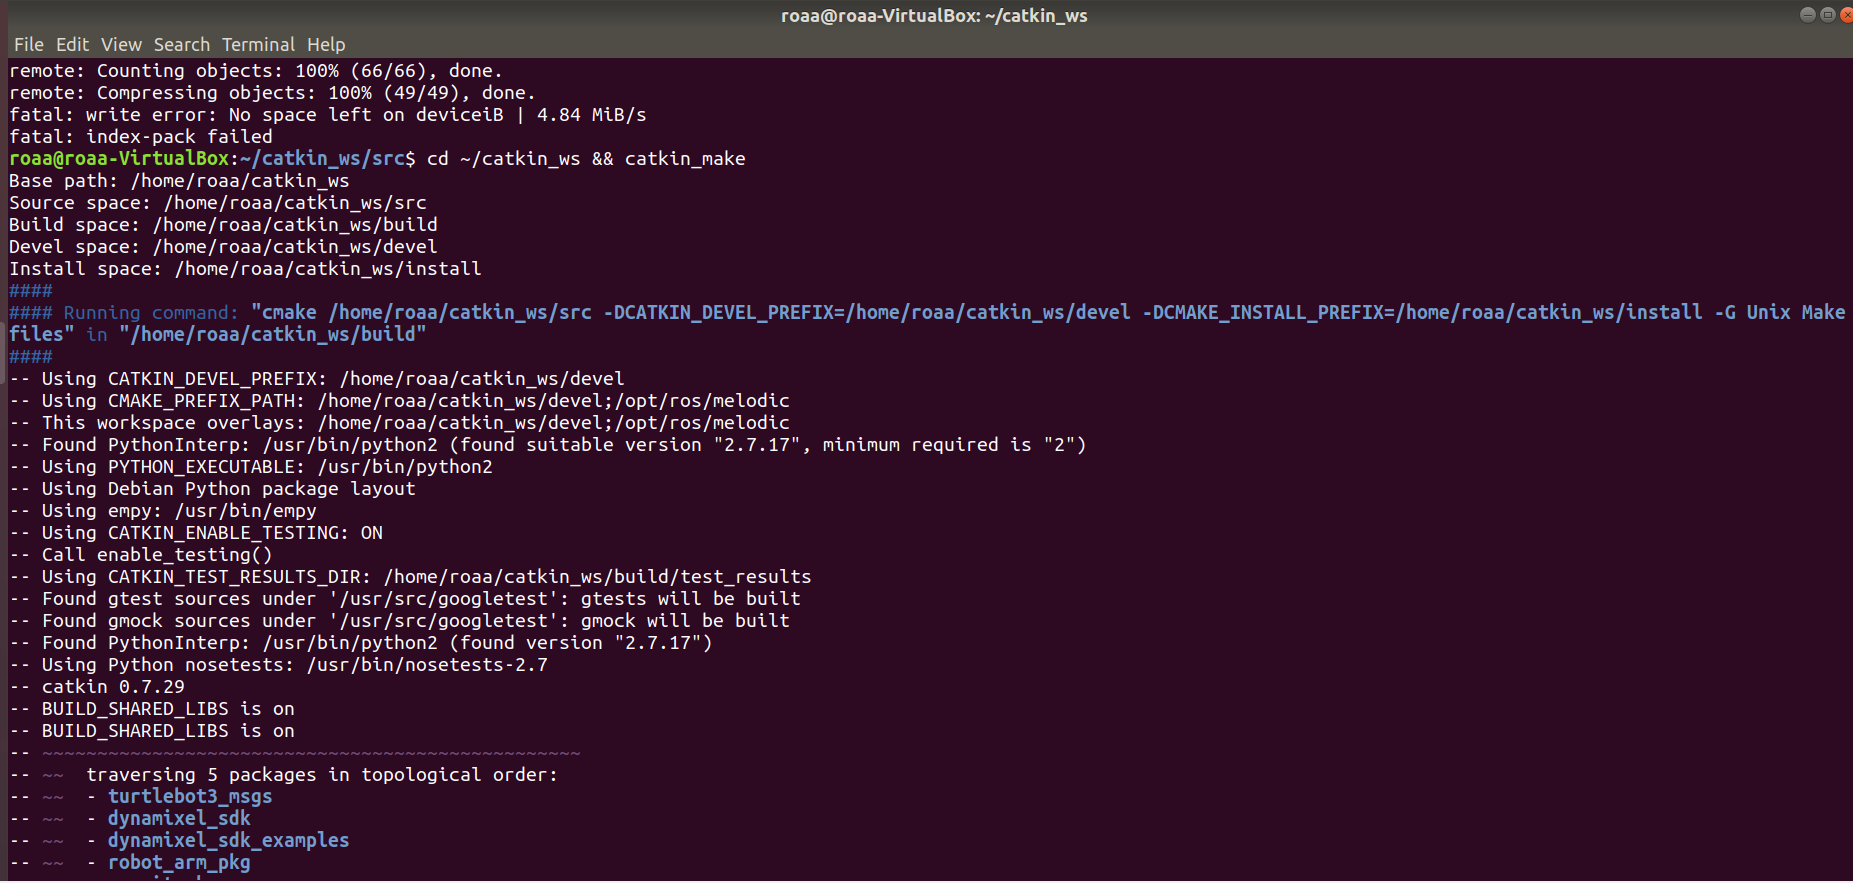 roaa@roaa-VirtualBox: ~/catkin_ws
File Edit View Search Terminal Help
remote: Counting objects: 100% (66/66), done.
remote: Compressing objects: 100% (49/49), done.
fatal: write error: No space left on deviceiB | 4.84 MiB/s
fatal: index-pack failed
roaa@roaa-VirtualBox:~/catkin_ws/src$ cd ~/catkin_ws && catkin_make
Base path: /home/roaa/catkin_ws
Source space: /home/roaa/catkin_ws/src
Build space: /home/roaa/catkin_ws/build
Devel space: /home/roaa/catkin_ws/devel
Install space: /home/roaa/catkin_ws/install
####
#### Running command: "cmake /home/roaa/catkin_ws/src -DCATKIN_DEVEL_PREFIX=/home/roaa/catkin_ws/devel -DCMAKE_INSTALL_PREFIX=/home/roaa/catkin_ws/install -G Unix Make
files" in "/home/roaa/catkin_ws/build"
####
-- Using CATKIN_DEVEL_PREFIX: /home/roaa/catkin_ws/devel
-- Using CMAKE_PREFIX_PATH: /home/roaa/catkin_ws/devel;/opt/ros/melodic
-- This workspace overlays: /home/roaa/catkin_ws/devel;/opt/ros/melodic
-- Found PythonInterp: /usr/bin/python2 (found suitable version "2.7.17", minimum required is "2")
-- Using PYTHON_EXECUTABLE: /usr/bin/python2
-- Using Debian Python package layout
-- Using empy: /usr/bin/empy
-- Using CATKIN_ENABLE_TESTING: ON
-- Call enable_testing()
-- Using CATKIN_TEST_RESULTS_DIR: /home/roaa/catkin_ws/build/test_results
-- Found gtest sources under '/usr/src/googletest': gtests will be built
-- Found gmock sources under '/usr/src/googletest': gmock will be built
-- Found PythonInterp: /usr/bin/python2 (found version "2.7.17")
-- Using Python nosetests: /usr/bin/nosetests-2.7
-- catkin 0.7.29
-- BUILD_SHARED_LIBS is on
-- BUILD_SHARED_LIBS is on
-- ~~~~~~~~~~~~~~~~~~~~~~~~~~~~~~~~~~~~~~~~~~~~~~~~~
-- ~~  traversing 5 packages in topological order:
-- ~~  - turtlebot3_msgs
-- ~~  - dynamixel_sdk
-- ~~  - dynamixel_sdk_examples
-- ~~  - robot_arm_pkg